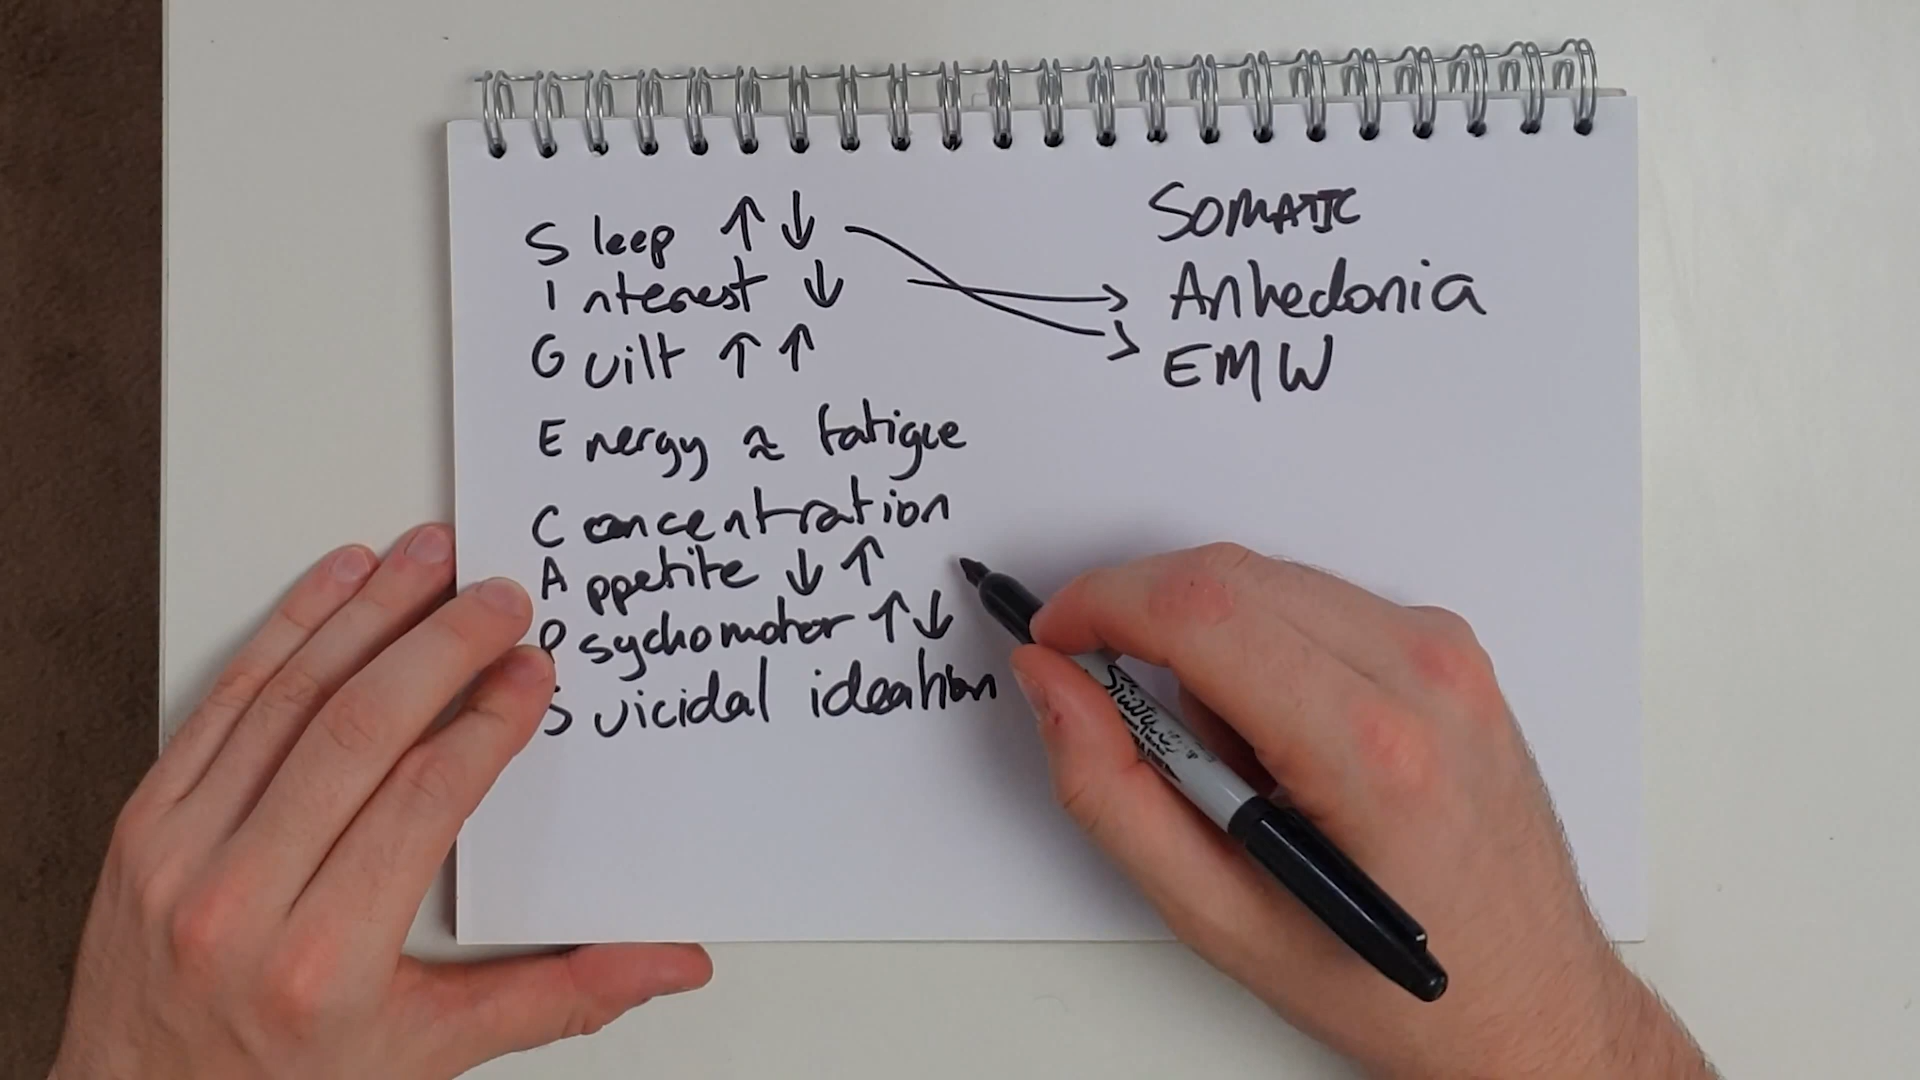 Sleep ↑ ↓
Interest ↓
Guilt ↑ ↑
Energy ≈ fatigue
Concentration
Appetite ↓ ↑
Psychomotor ↑ ↓
Suicidal ideation
SOMATIC
Anhedonia
EMW